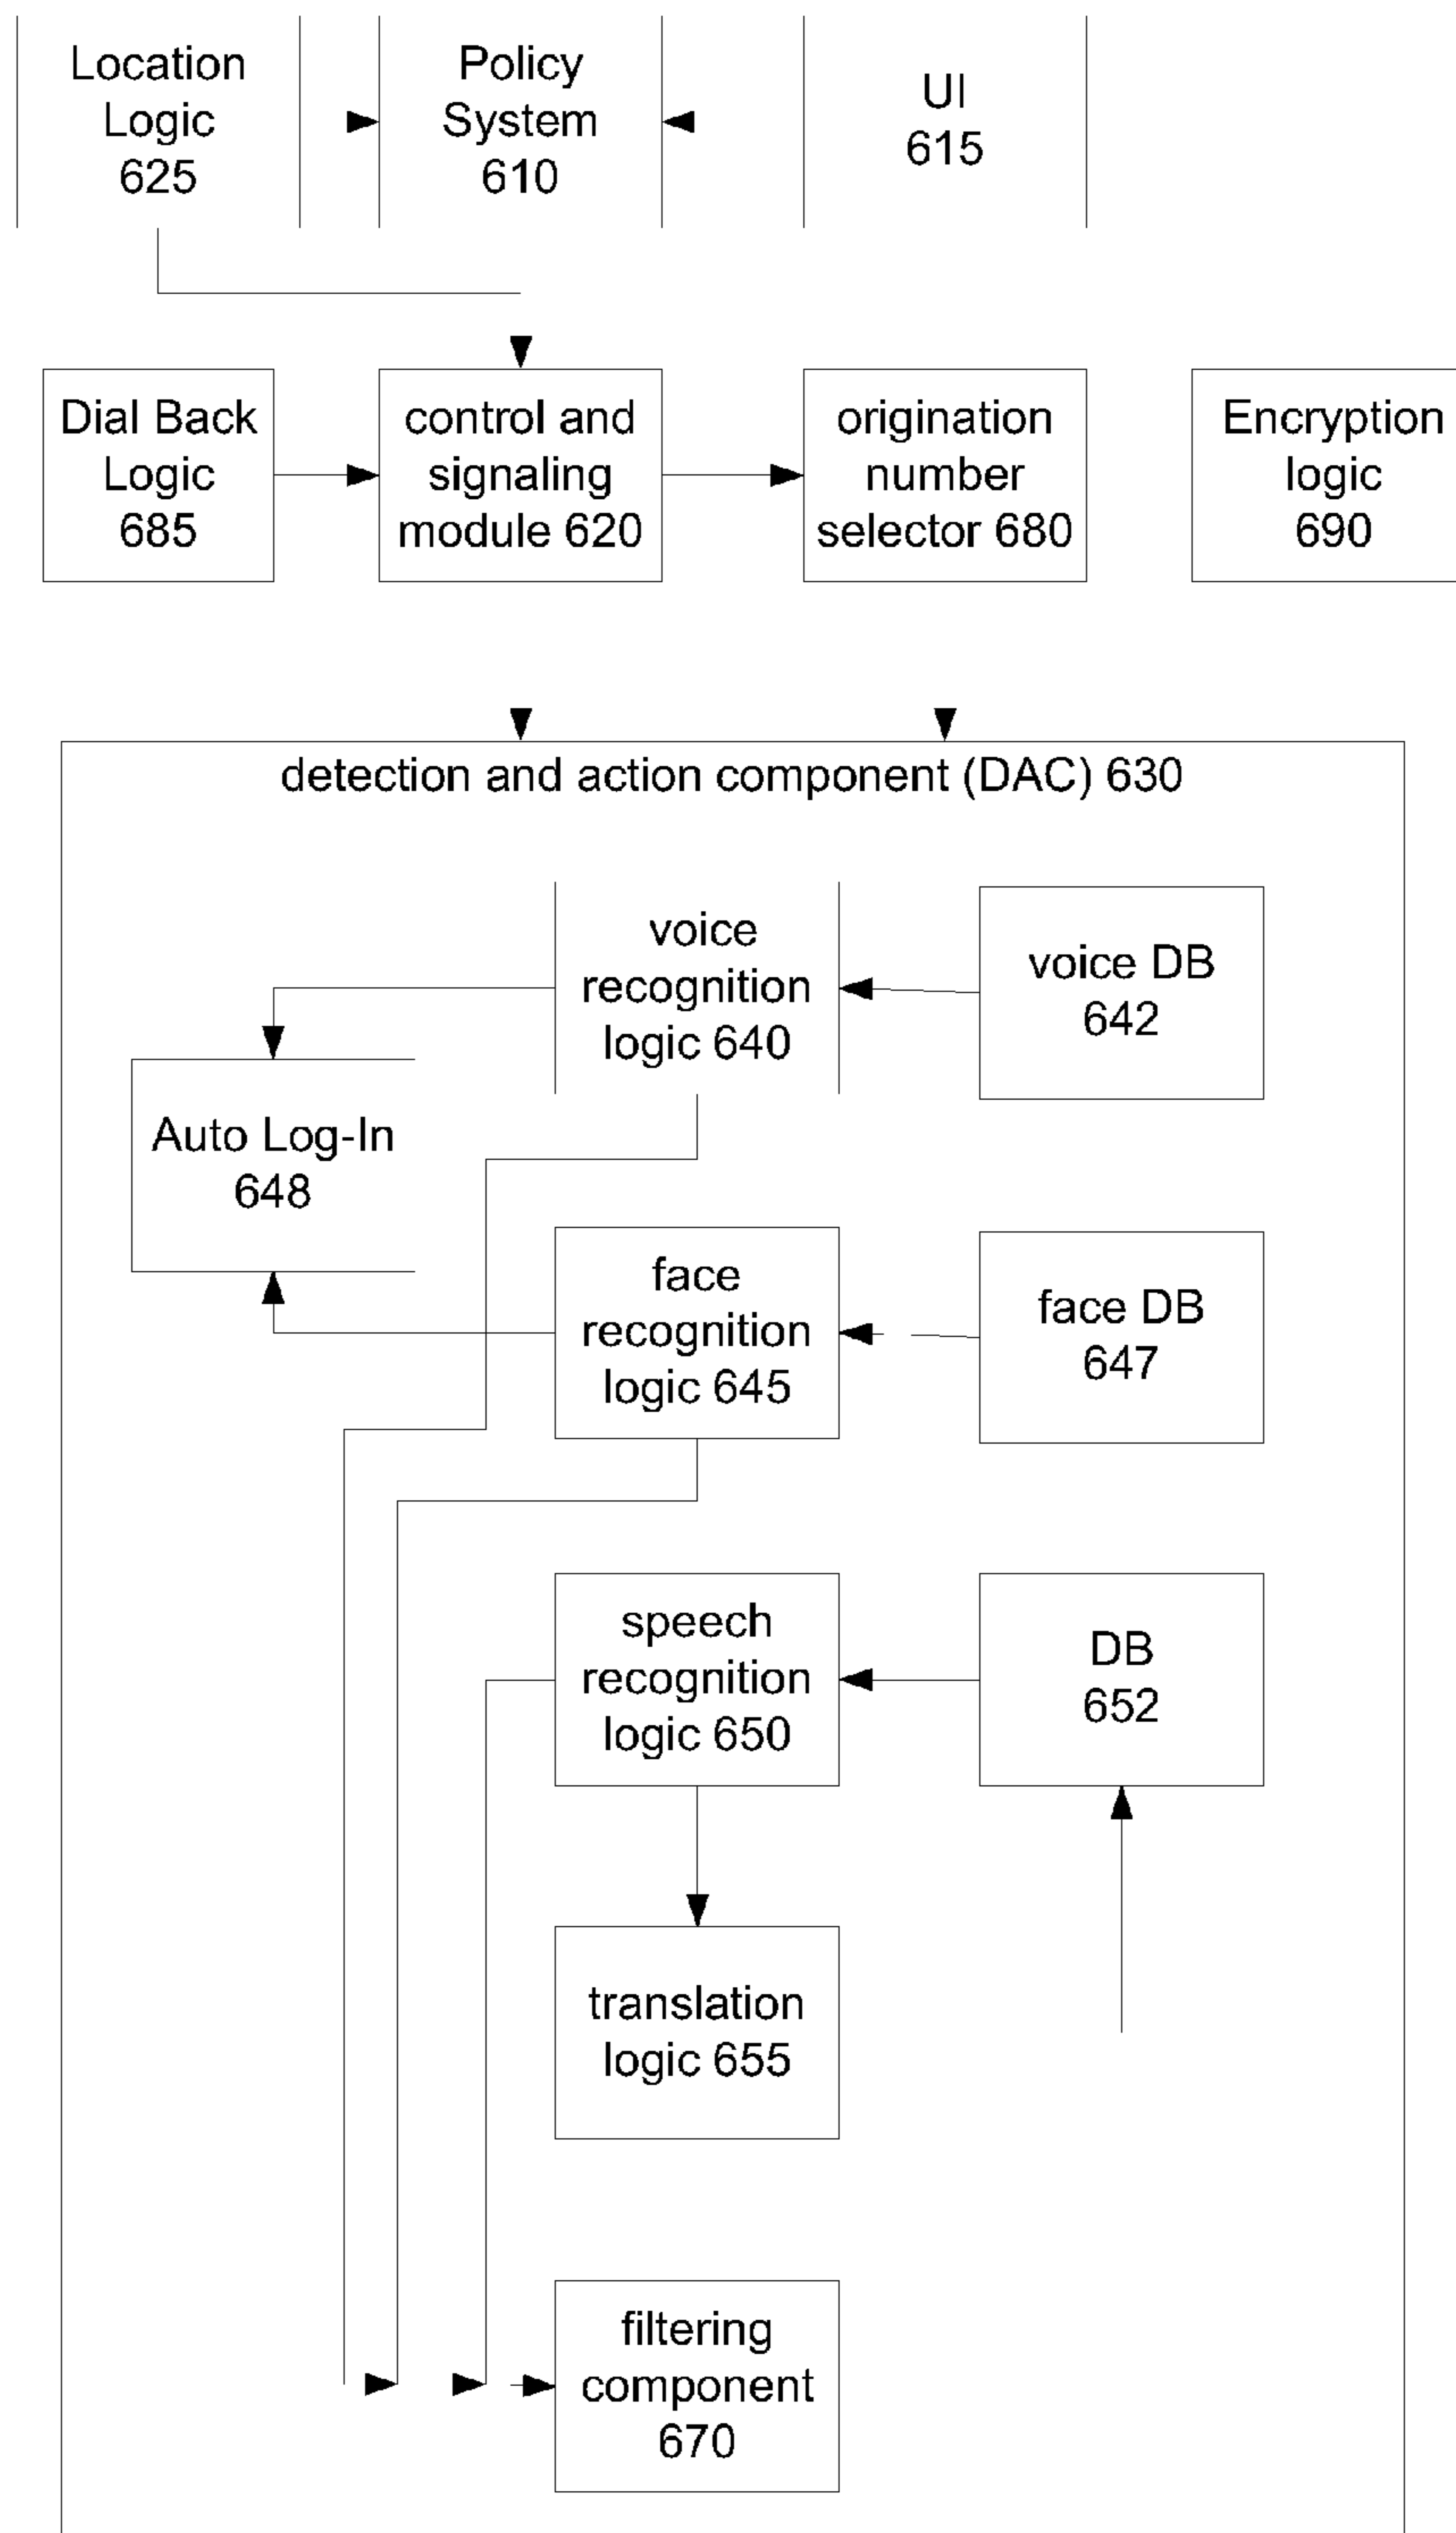 Location
Logic
625
Policy
System
610
UI
615
Dial Back
Logic
685
control and
signaling
module 620
origination
number
selector 680
Encryption
logic
690
detection and action component (DAC) 630
voice
recognition
logic 640
voice DB
642
Auto Log-In
648
face
recognition
logic 645
face DB
647
speech
recognition
logic 650
DB
652
translation
logic 655
filtering
component
670